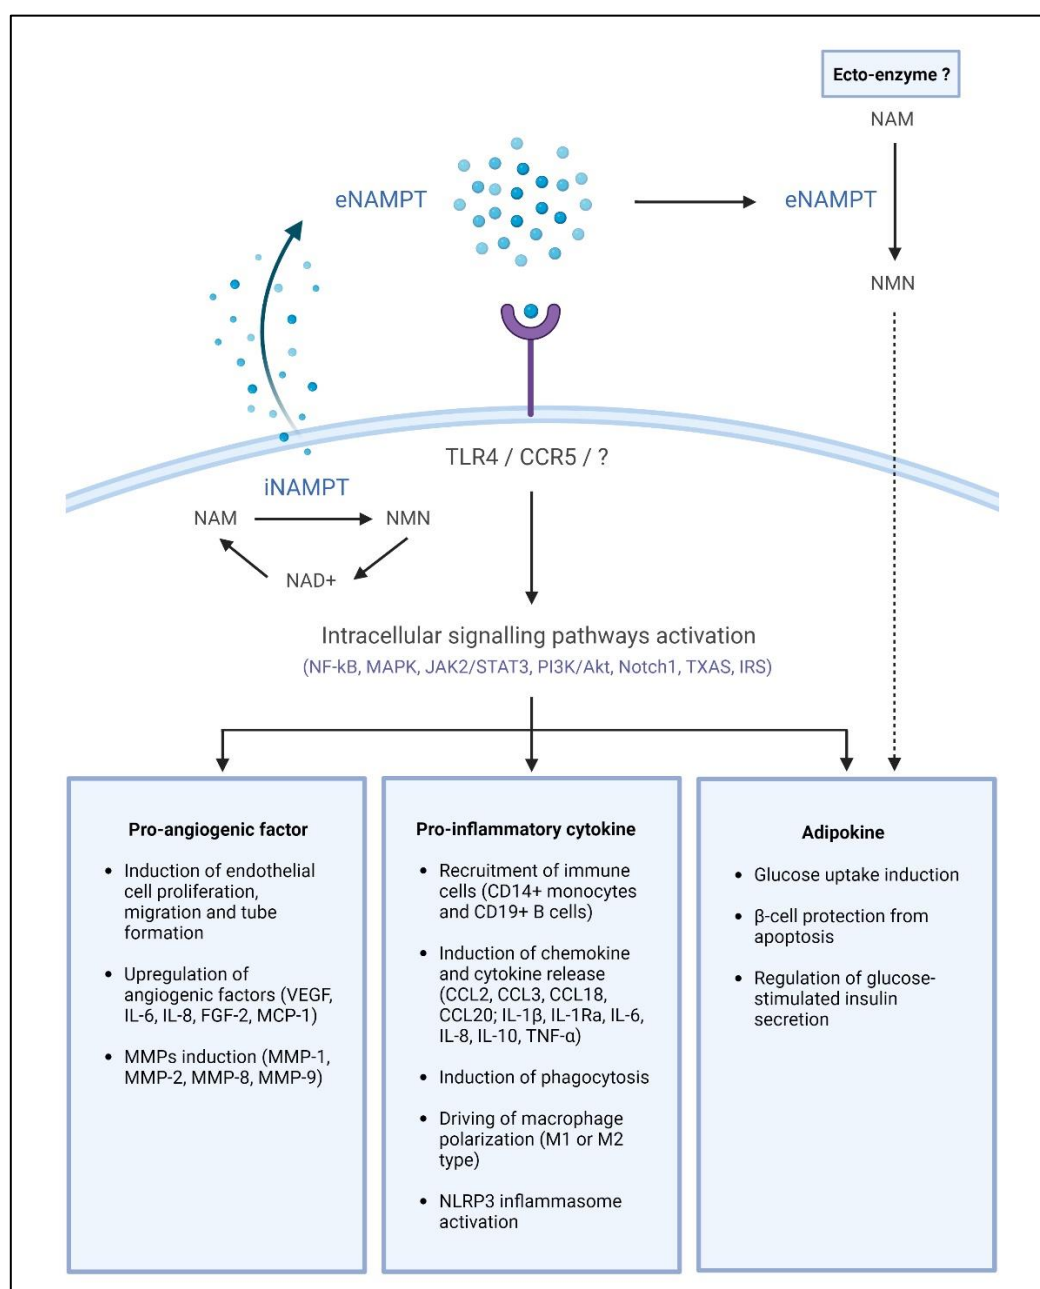 Ecto-enzyme ?
NAM
eNAMPT
eNAMPT
NMN
TLR4 / CCR5 / ?
iNAMPT
NAM
NMN
NAD+
Intracellular signalling pathways activation
(NF-kB, MAPK, JAK2/STAT3, PI3K/Akt, Notch1, TXAS, IRS)
Pro-angiogenic factor
• Induction of endothelial
cell proliferation,
migration and tube
formation
• Upregulation of
angiogenic factors (VEGF,
IL-6, IL-8, FGF-2, MCP-1)
• MMPs induction (MMP-1,
MMP-2, MMP-8, MMP-9)
Pro-inflammatory cytokine
• Recruitment of immune
cells (CD14+ monocytes
and CD19+ B cells)
• Induction of chemokine
and cytokine release
(CCL2, CCL3, CCL18,
CCL20; IL-1β, IL-1Ra, IL-6,
IL-8, IL-10, TNF-α)
• Induction of phagocytosis
• Driving of macrophage
polarization (M1 or M2
type)
• NLRP3 inflammasome
activation
Adipokine
• Glucose uptake induction
• β-cell protection from
apoptosis
• Regulation of glucose-
stimulated insulin
secretion